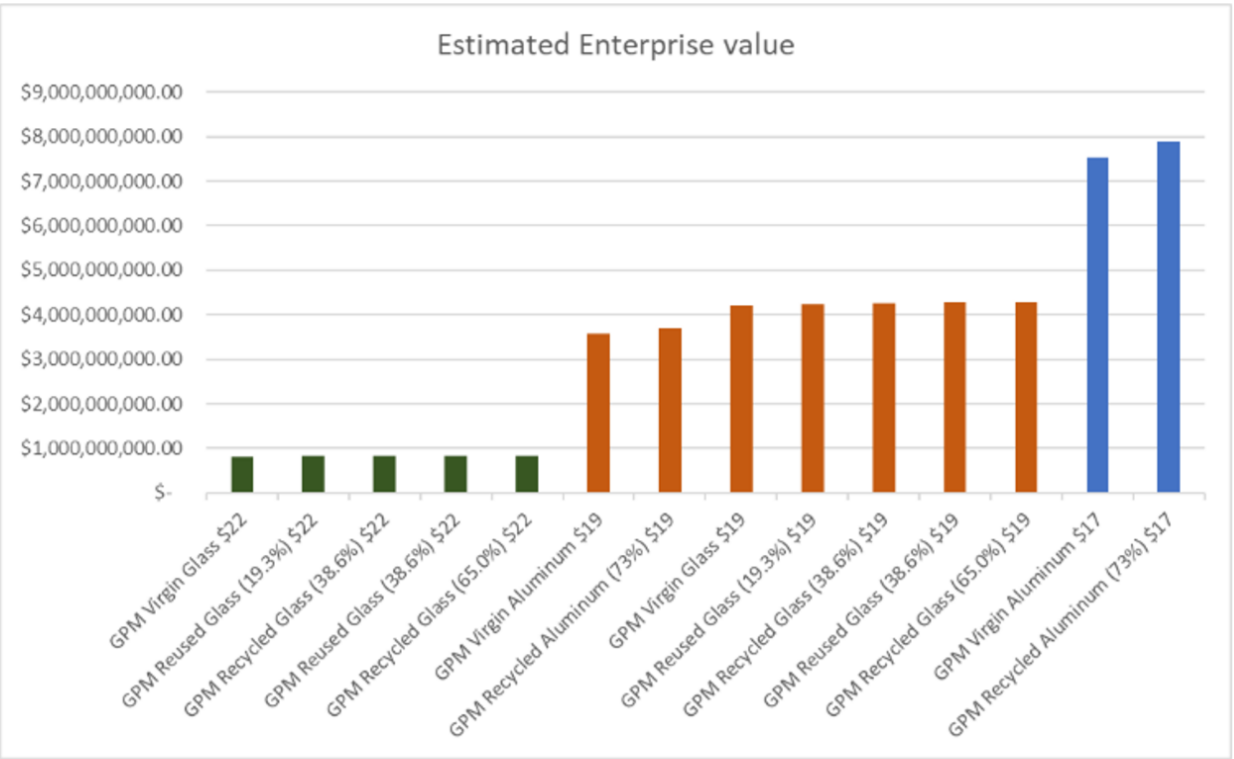 Estimated Enterprise value
$9,000,000,000.00
$8,000,000,000.00
$7,000,000,000.00
$6,000,000,000.00
$5,000,000,000.00
$4,000,000,000.00
$3,000,000,000.00
$2,000,000,000.00
$1,000,000,000.00
$-
GPM Virgin Glass $22
GPM Reused Glass (19.3%) $22
GPM Recycled Glass (38.6%) $22
GPM Reused Glass (38.6%) $22
GPM Recycled Glass (65.0%) $22
GPM Virgin Aluminum $19
GPM Recycled Aluminum (73%) $19
GPM Virgin Glass $19
GPM Reused Glass (19.3%) $19
GPM Recycled Glass (38.6%) $19
GPM Reused Glass (38.6%) $19
GPM Recycled Glass (65.0%) $19
GPM Virgin Aluminum $17
GPM Recycled Aluminum (73%) $17